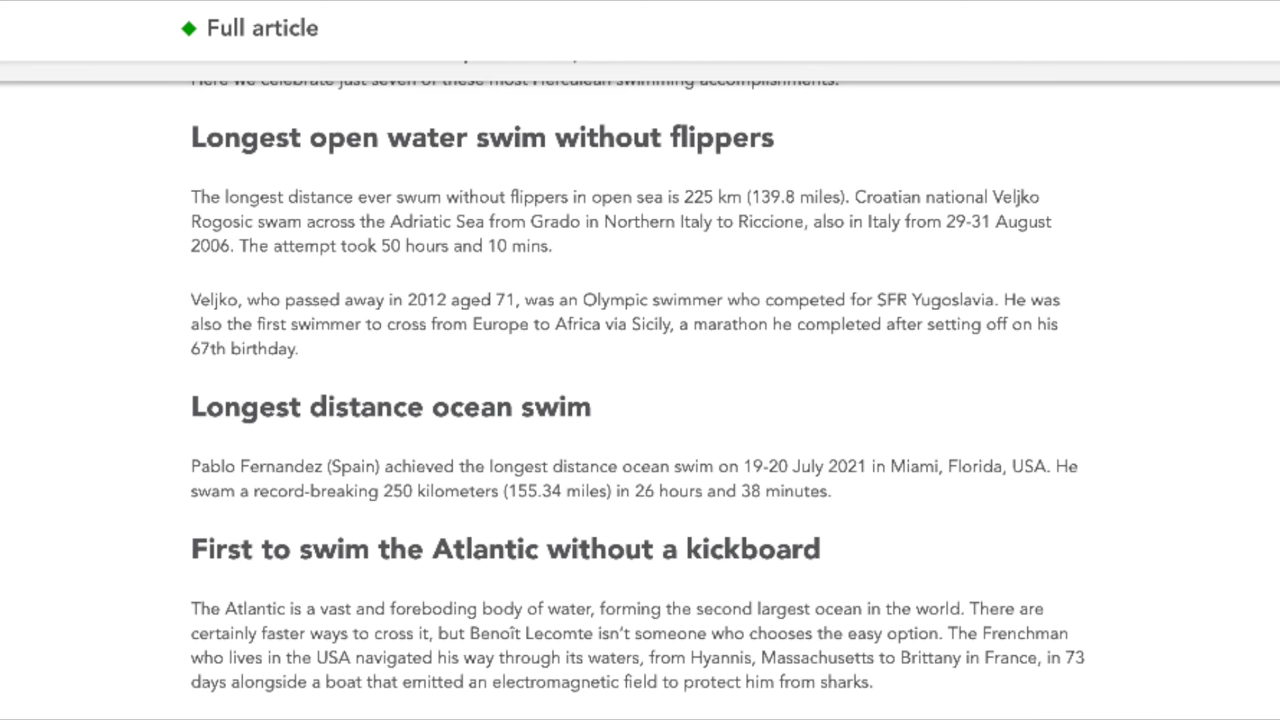 Full article
Here we celebrate just seven of these most Herculean swimming accomplishments.
Longest open water swim without flippers
The longest distance ever swum without flippers in open sea is 225 km (139.8 miles). Croatian national Veljko
Rogosic swam across the Adriatic Sea from Grado in Northern Italy to Riccione, also in Italy from 29-31 August
2006. The attempt took 50 hours and 10 mins.
Veljko, who passed away in 2012 aged 71, was an Olympic swimmer who competed for SFR Yugoslavia. He was
also the first swimmer to cross from Europe to Africa via Sicily, a marathon he completed after setting off on his
67th birthday.
Longest distance ocean swim
Pablo Fernandez (Spain) achieved the longest distance ocean swim on 19-20 July 2021 in Miami, Florida, USA. He
swam a record-breaking 250 kilometers (155.34 miles) in 26 hours and 38 minutes.
First to swim the Atlantic without a kickboard
The Atlantic is a vast and foreboding body of water, forming the second largest ocean in the world. There are
certainly faster ways to cross it, but Benoît Lecomte isn't someone who chooses the easy option. The Frenchman
who lives in the USA navigated his way through its waters, from Hyannis, Massachusetts to Brittany in France, in 73
days alongside a boat that emitted an electromagnetic field to protect him from sharks.